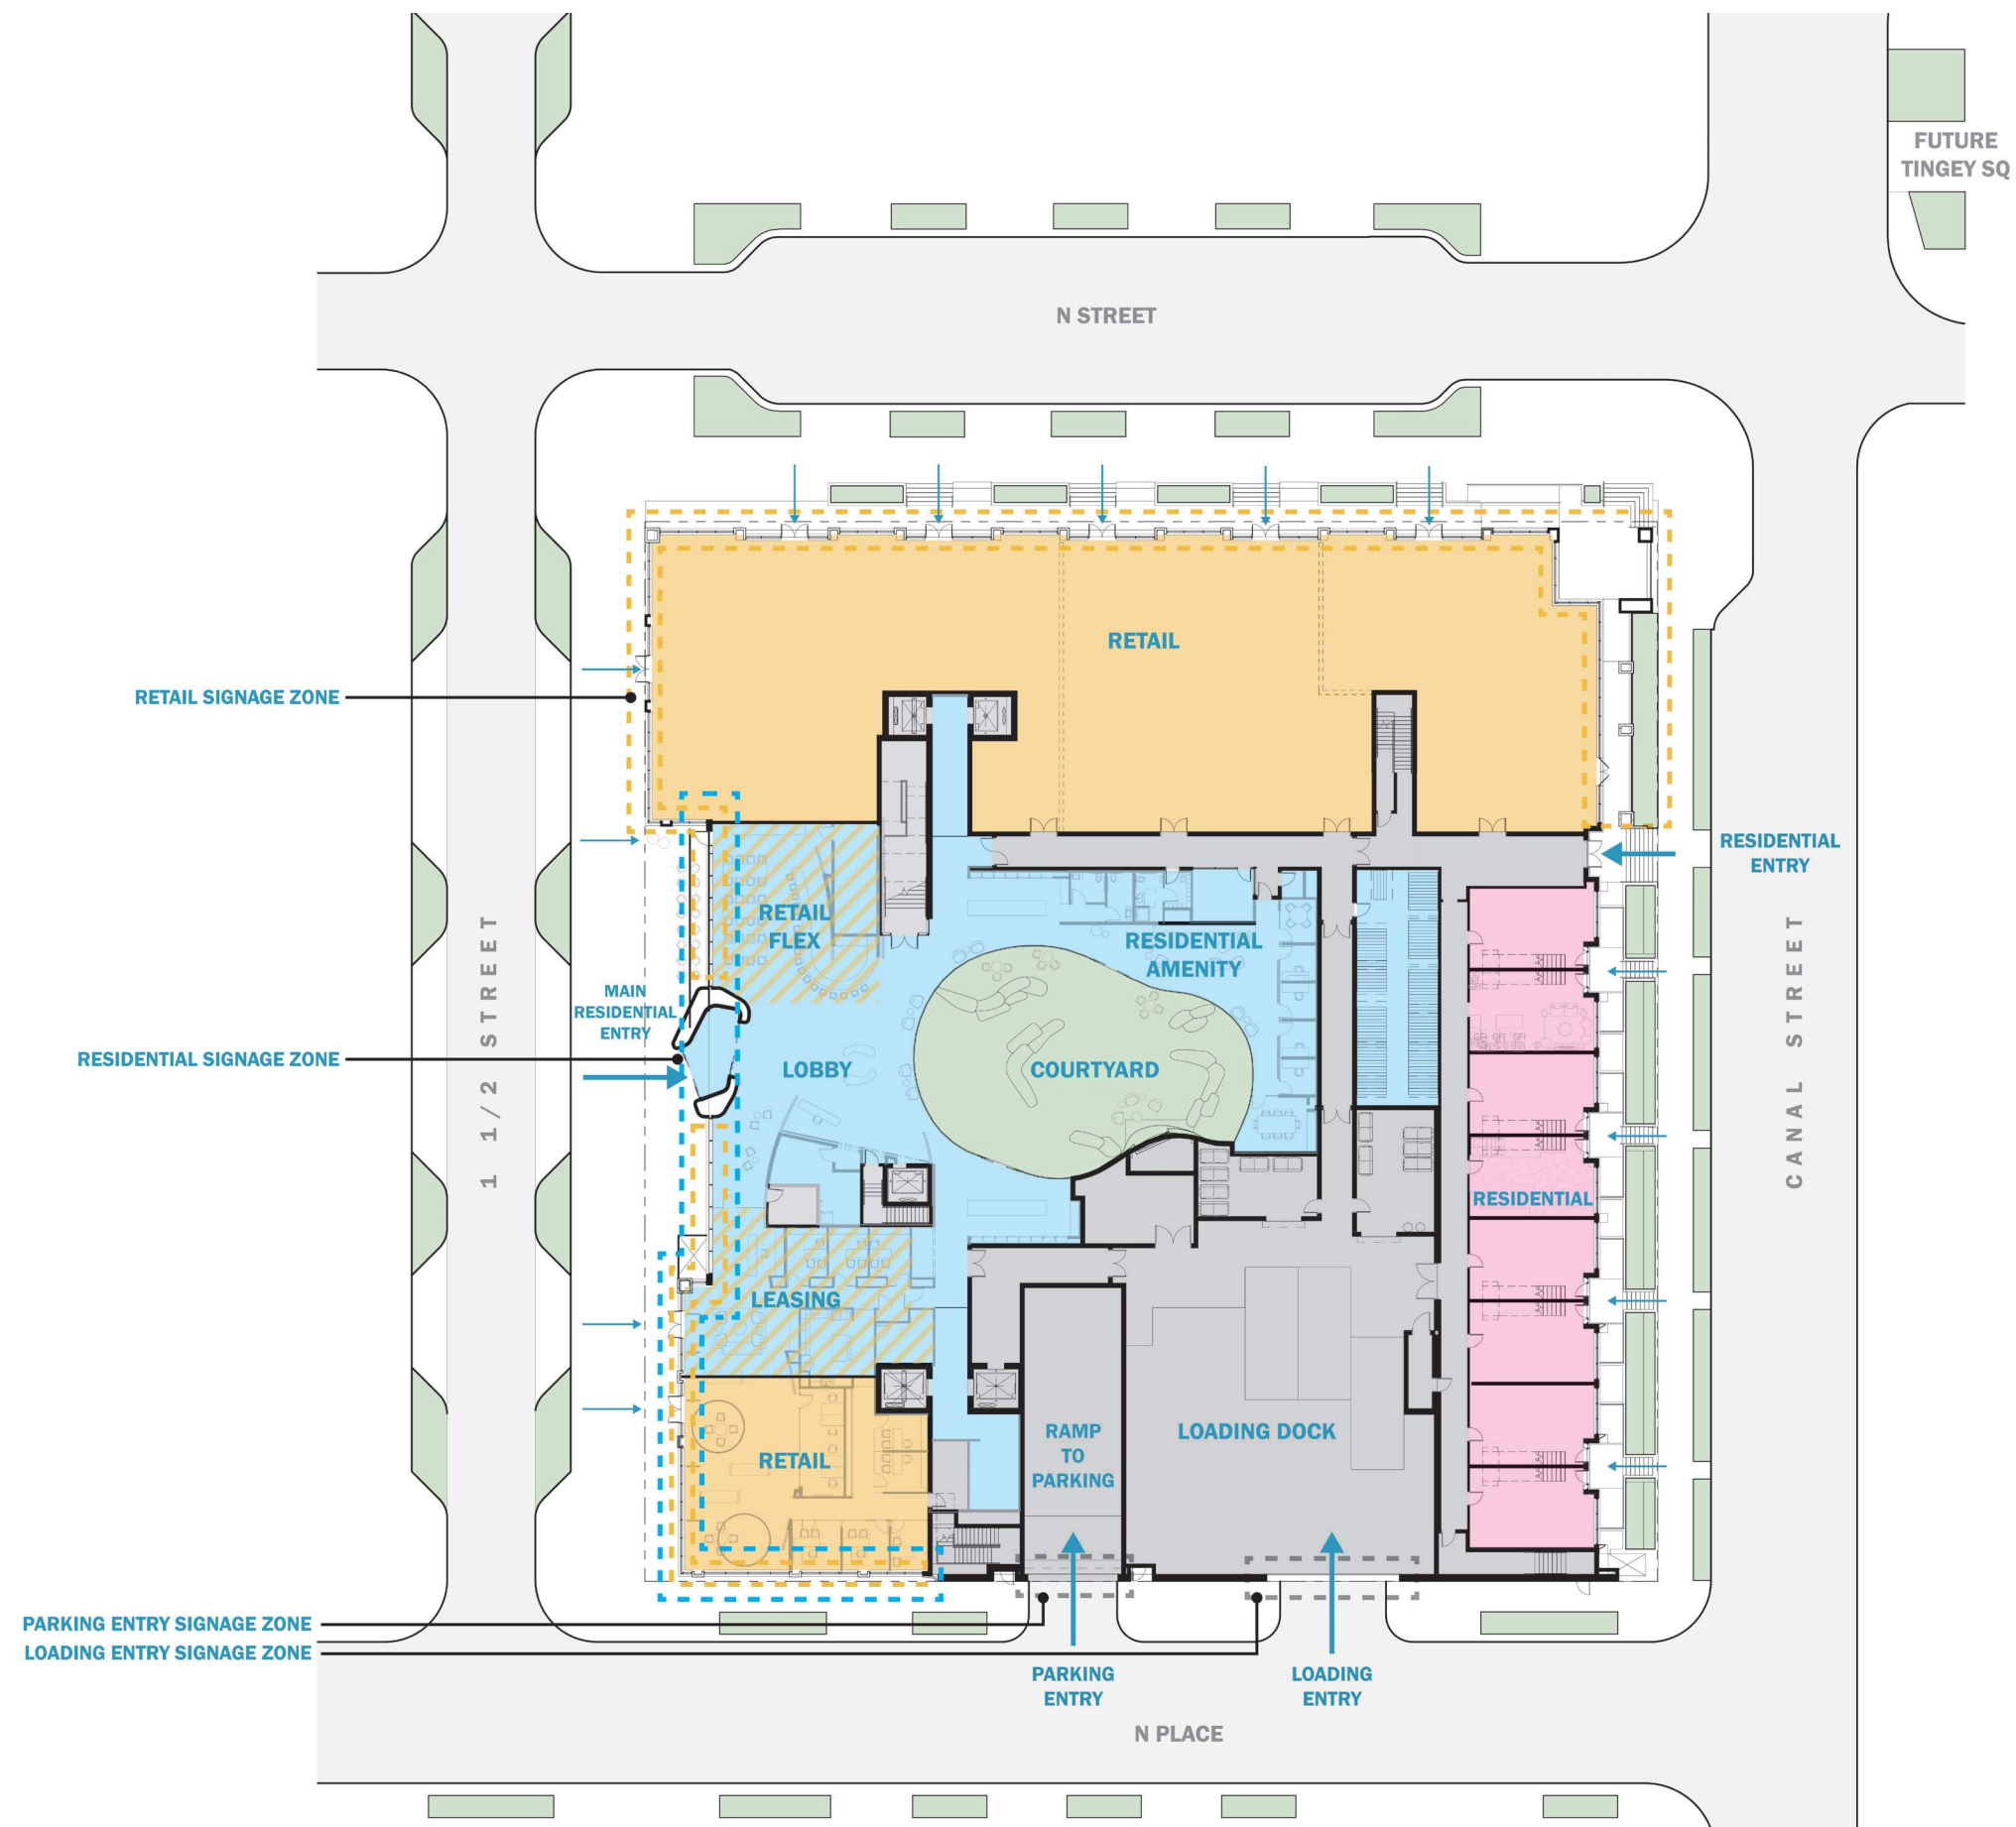 FUTURE
TINGEY SQ
N STREET
RETAIL
RETAIL SIGNAGE ZONE
RESIDENTIAL
ENTRY
RETAIL
FLEX
RESIDENTIAL
AMENITY
MAIN
RESIDENTIAL
ENTRY
RESIDENTIAL SIGNAGE ZONE
LOBBY
COURTYARD
1 1/2 STREET
CANAL STREET
RESIDENTIAL
LEASING
RETAIL
RAMP
TO
PARKING
LOADING DOCK
PARKING ENTRY SIGNAGE ZONE
LOADING ENTRY SIGNAGE ZONE
PARKING
ENTRY
LOADING
ENTRY
N PLACE